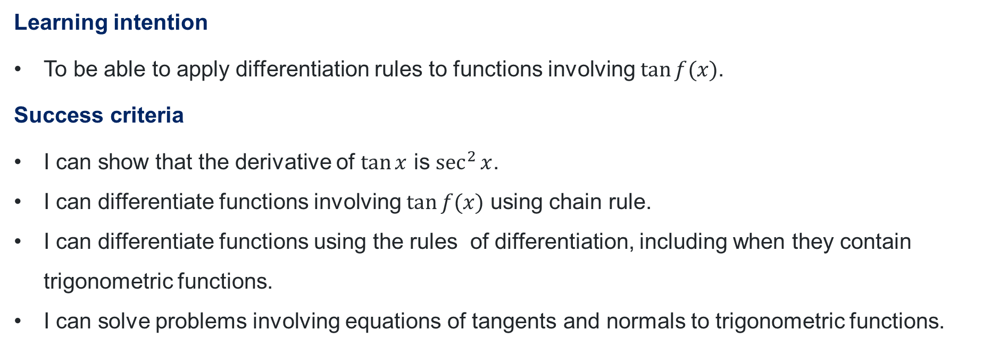 Learning intention
• To be able to apply differentiation rules to functions involving tan f(x).
Success criteria
• I can show that the derivative of tan x is sec² x.
• I can differentiate functions involving tan f(x) using chain rule.
• I can differentiate functions using the rules  of differentiation, including when they contain
trigonometric functions.
• I can solve problems involving equations of tangents and normals to trigonometric functions.